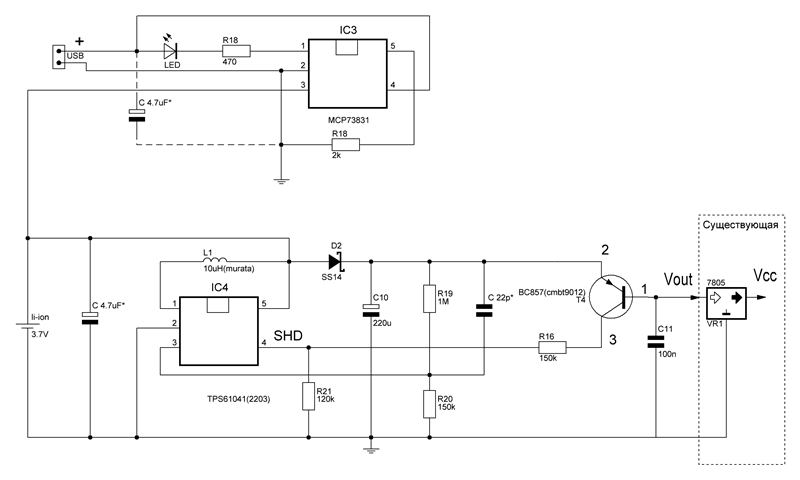 IC3
+
USB
LED
R18
470
1
2
3
5
4
C 4.7uF*
MCP73831
R18
2k
Существующая
L1
10uH(murata)
D2
SS14
2
BC857(cmbt9012)
T4
1
Vout
7805
Vcc
VR1
IC4
1
2
3
5
4
SHD
C 4.7uF*
li-ion
3.7V
C10
220u
R19
1M
C 22p*
3
R16
150k
C11
100n
TPS61041(2203)
R21
120k
R20
150k